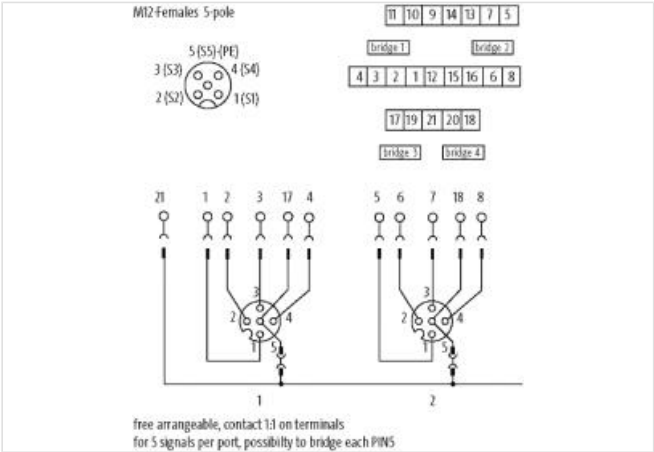 M12-Females 5-pole
11 10 9 14 13 7 5
bridge 1 bridge 2
4 3 2 1 12 15 16 6 8
17 19 21 20 18
bridge 3 bridge 4
5 (S5)-(PE)
3 (S3) 4 (S4)
2 (S2) 1 (S1)
21 1 2 3 17 4 5 6 7 18 8
3 3
2 4 2 4
1 5 1 5
1 2
free arrangeable, contact 1:1 on terminals
for 5 signals per port, possibilty to bridge each PIN5